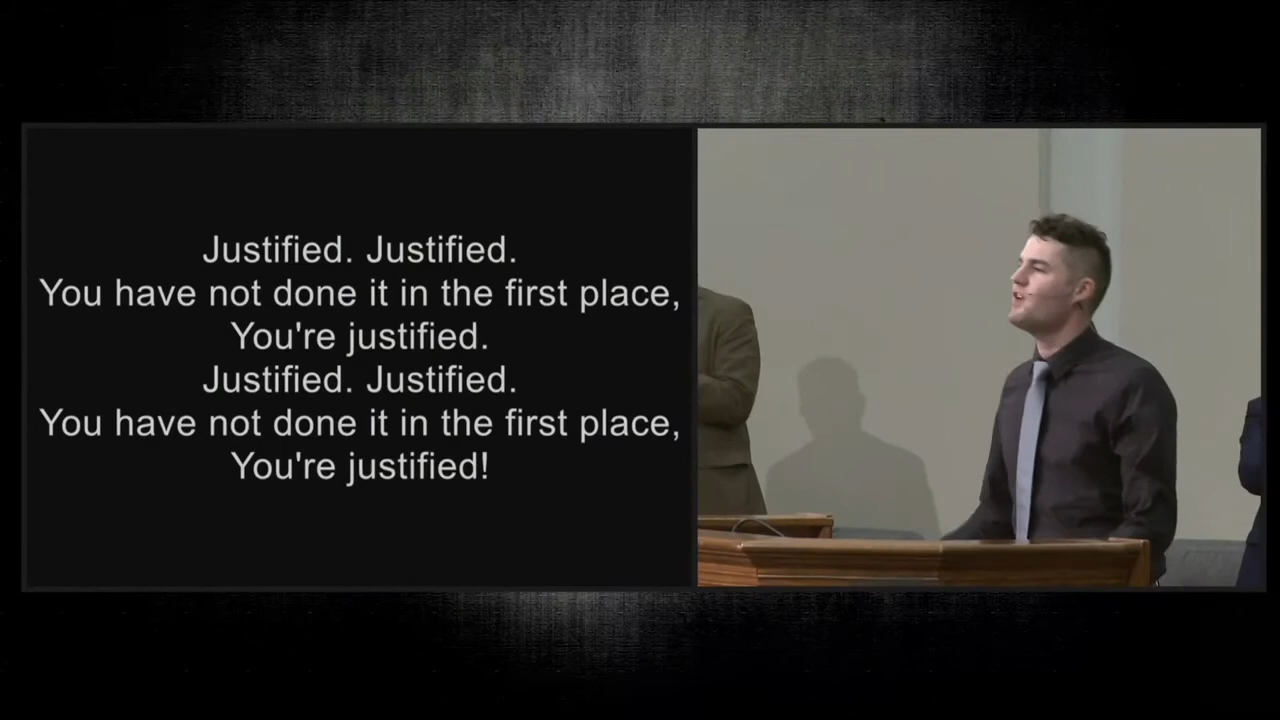 Justified. Justified.
You have not done it in the first place,
You're justified.
Justified. Justified.
You have not done it in the first place,
You're justified!